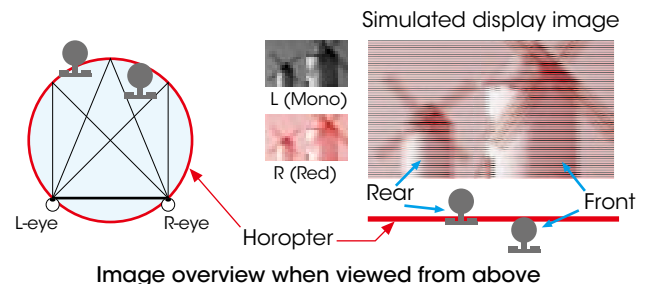 Simulated display image
L (Mono)
R (Red)
Rear
Front
L-eye
R-eye
Horopter
Image overview when viewed from above